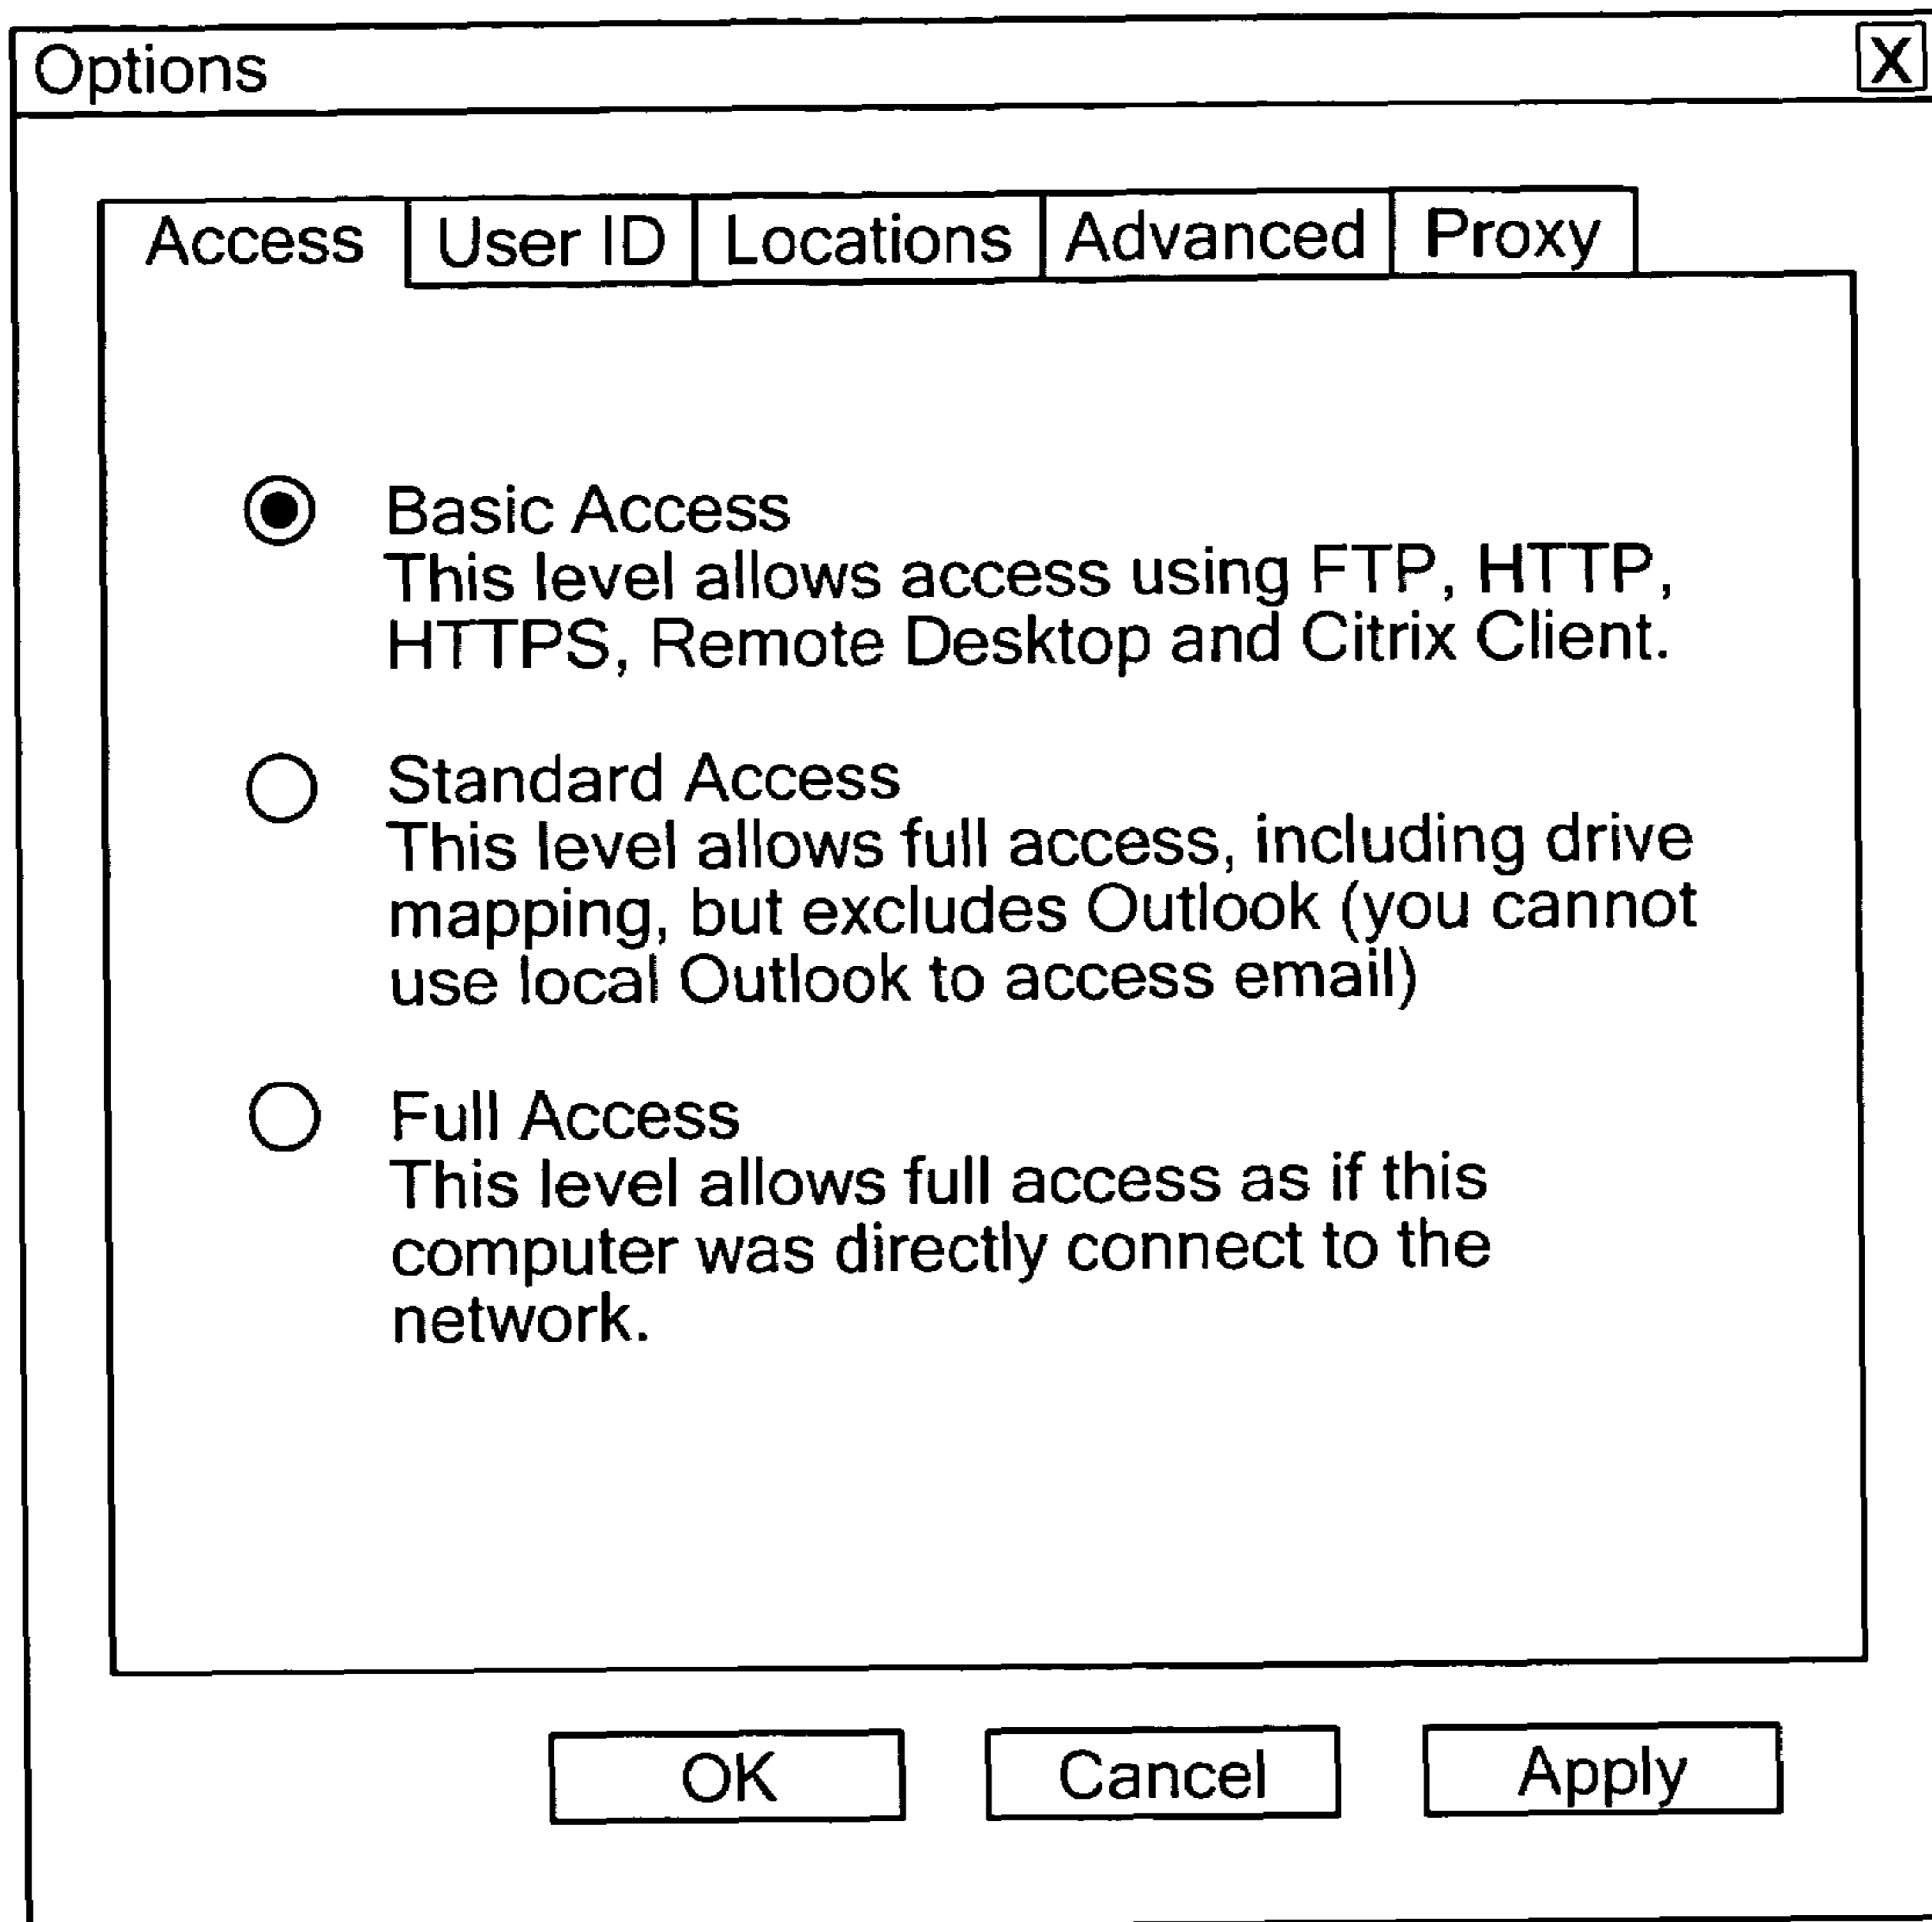 Options X
Access User ID Locations Advanced Proxy
Basic Access
This level allows access using FTP, HTTP,
HTTPS, Remote Desktop and Citrix Client.
Standard Access
This level allows full access, including drive
mapping, but excludes Outlook (you cannot
use local Outlook to access email)
Full Access
This level allows full access as if this
computer was directly connect to the
network.
OK Cancel Apply